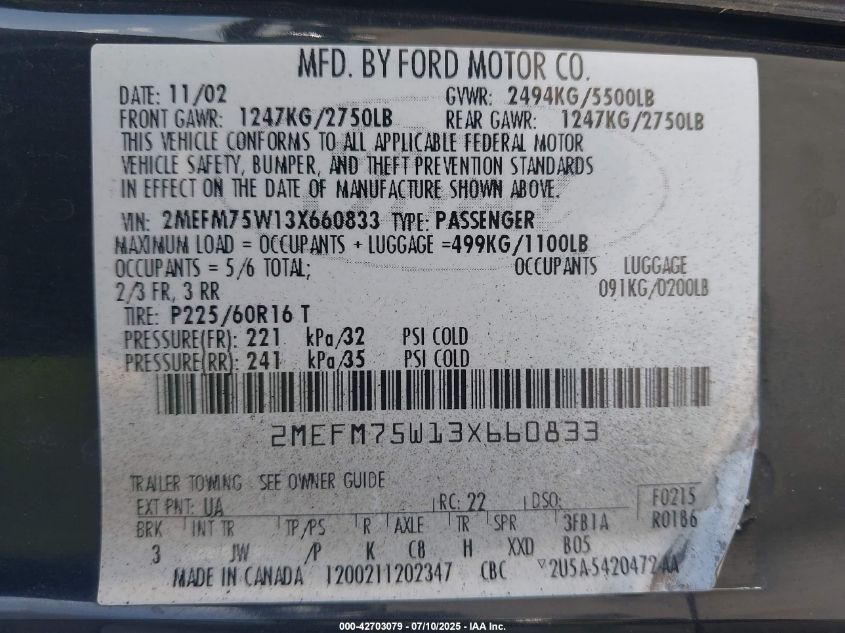 MFD. BY FORD MOTOR CO.
DATE: 11/02 GVWR: 2494KG/5500LB
FRONT GAWR: 1247KG/2750LB REAR GAWR: 1247KG/2750LB
THIS VEHICLE CONFORMS TO ALL APPLICABLE FEDERAL MOTOR
VEHICLE SAFETY, BUMPER, AND THEFT PREVENTION STANDARDS
IN EFFECT ON THE DATE OF MANUFACTURE SHOWN ABOVE.
VIN: 2MEFM75W13X660833 TYPE: PASSENGER
MAXIMUM LOAD = OCCUPANTS + LUGGAGE =499KG/1100LB
OCCUPANTS = 5/6 TOTAL; OCCUPANTS LUGGAGE
2/3 FR, 3 RR 091KG/0200LB
TIRE: P225/60R16 T
PRESSURE(FR): 221 kPa/32 PSI COLD
PRESSURE(RR): 241 kPa/35 PSI COLD
2MEFM75W13X660833
TRAILER TOWING SEE OWNER GUIDE
EXT PNT: UA RC: 22 DSO: F0215
BRK INT TR TP/PS R AXLE TR SPR 3FB1A R0186
3 JW /P K C8 H XXD B05
MADE IN CANADA 1200211202347 CBC 2U5A-5420472-AA
000-42703079 - 07/10/2025 - IAA Inc.